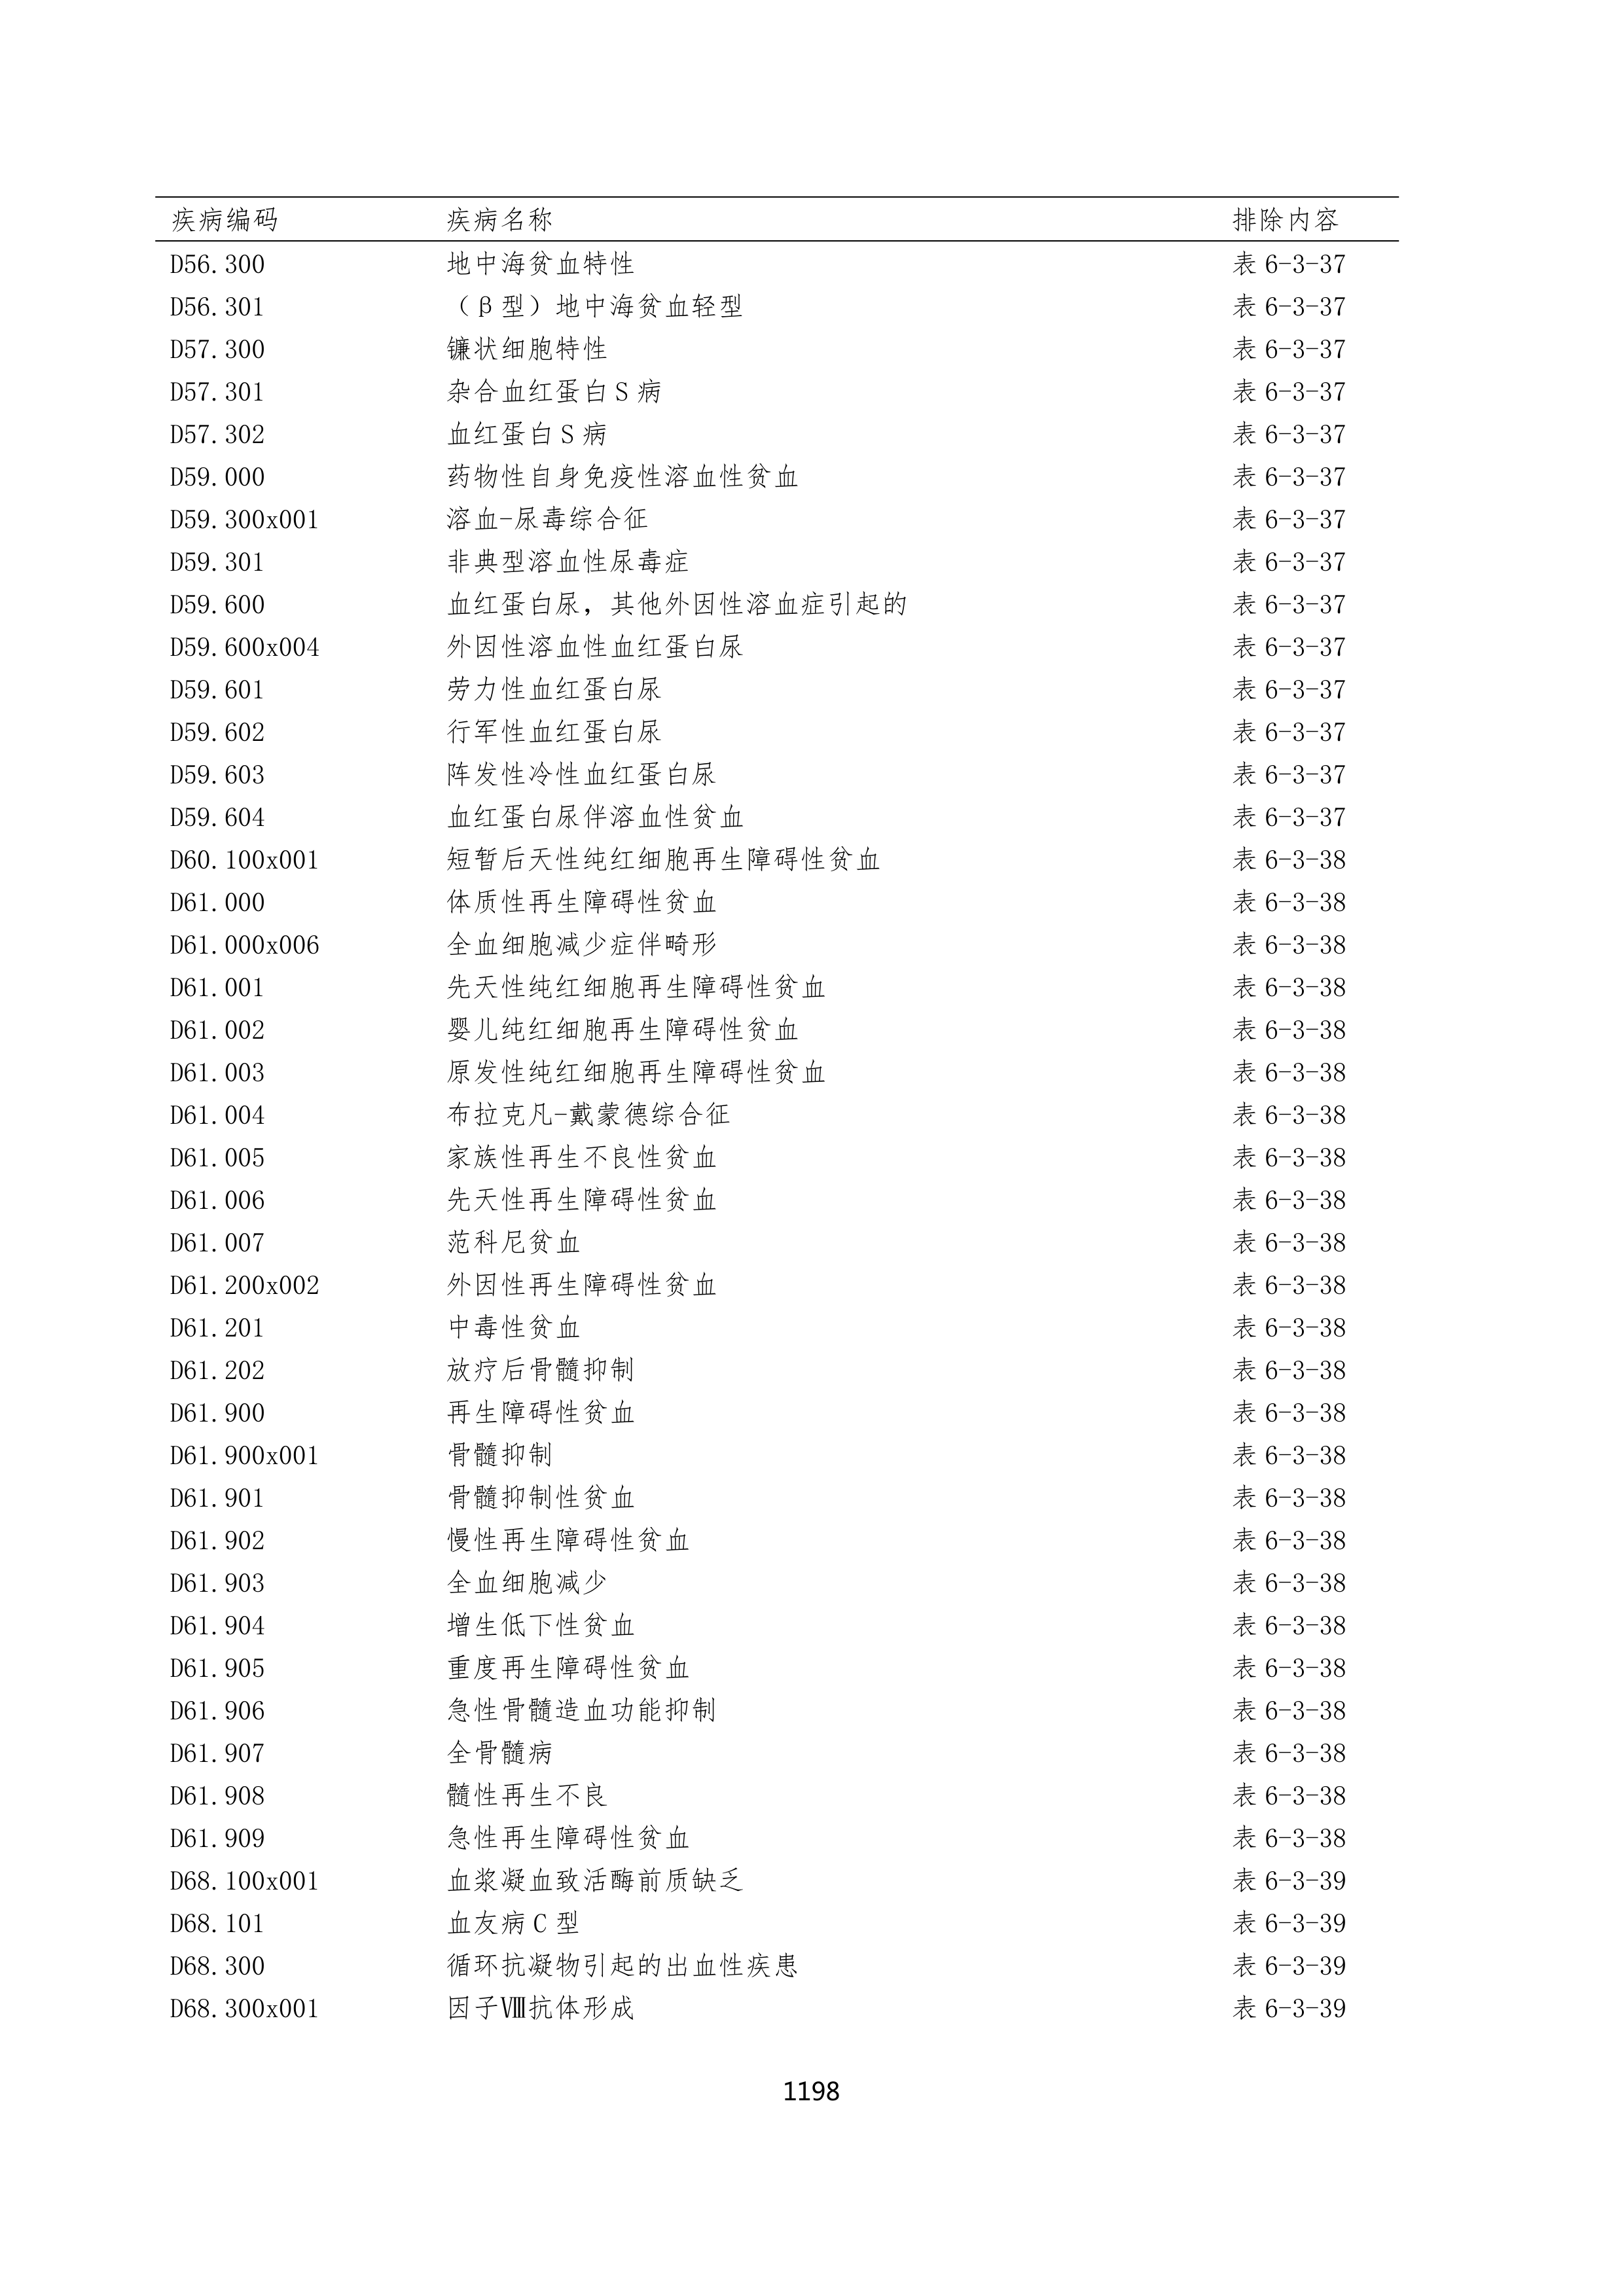 疾病编码 疾病名称 排除内容
D56.300 地中海贫血特性 表 6-3-37
D56.301 （β型）地中海贫血轻型 表 6-3-37
D57.300 镰状细胞特性 表 6-3-37
D57.301 杂合血红蛋白 S 病 表 6-3-37
D57.302 血红蛋白 S 病 表 6-3-37
D59.000 药物性自身免疫性溶血性贫血 表 6-3-37
D59.300x001 溶血-尿毒综合征 表 6-3-37
D59.301 非典型溶血性尿毒症 表 6-3-37
D59.600 血红蛋白尿，其他外因性溶血症引起的 表 6-3-37
D59.600x004 外因性溶血性血红蛋白尿 表 6-3-37
D59.601 劳力性血红蛋白尿 表 6-3-37
D59.602 行军性血红蛋白尿 表 6-3-37
D59.603 阵发性冷性血红蛋白尿 表 6-3-37
D59.604 血红蛋白尿伴溶血性贫血 表 6-3-37
D60.100x001 短暂后天性纯红细胞再生障碍性贫血 表 6-3-38
D61.000 体质性再生障碍性贫血 表 6-3-38
D61.000x006 全血细胞减少症伴畸形 表 6-3-38
D61.001 先天性纯红细胞再生障碍性贫血 表 6-3-38
D61.002 婴儿纯红细胞再生障碍性贫血 表 6-3-38
D61.003 原发性纯红细胞再生障碍性贫血 表 6-3-38
D61.004 布拉克凡-戴蒙德综合征 表 6-3-38
D61.005 家族性再生不良性贫血 表 6-3-38
D61.006 先天性再生障碍性贫血 表 6-3-38
D61.007 范科尼贫血 表 6-3-38
D61.200x002 外因性再生障碍性贫血 表 6-3-38
D61.201 中毒性贫血 表 6-3-38
D61.202 放疗后骨髓抑制 表 6-3-38
D61.900 再生障碍性贫血 表 6-3-38
D61.900x001 骨髓抑制 表 6-3-38
D61.901 骨髓抑制性贫血 表 6-3-38
D61.902 慢性再生障碍性贫血 表 6-3-38
D61.903 全血细胞减少 表 6-3-38
D61.904 增生低下性贫血 表 6-3-38
D61.905 重度再生障碍性贫血 表 6-3-38
D61.906 急性骨髓造血功能抑制 表 6-3-38
D61.907 全骨髓病 表 6-3-38
D61.908 髓性再生不良 表 6-3-38
D61.909 急性再生障碍性贫血 表 6-3-38
D68.100x001 血浆凝血致活酶前质缺乏 表 6-3-39
D68.101 血友病 C 型 表 6-3-39
D68.300 循环抗凝物引起的出血性疾患 表 6-3-39
D68.300x001 因子Ⅷ抗体形成 表 6-3-39
1198